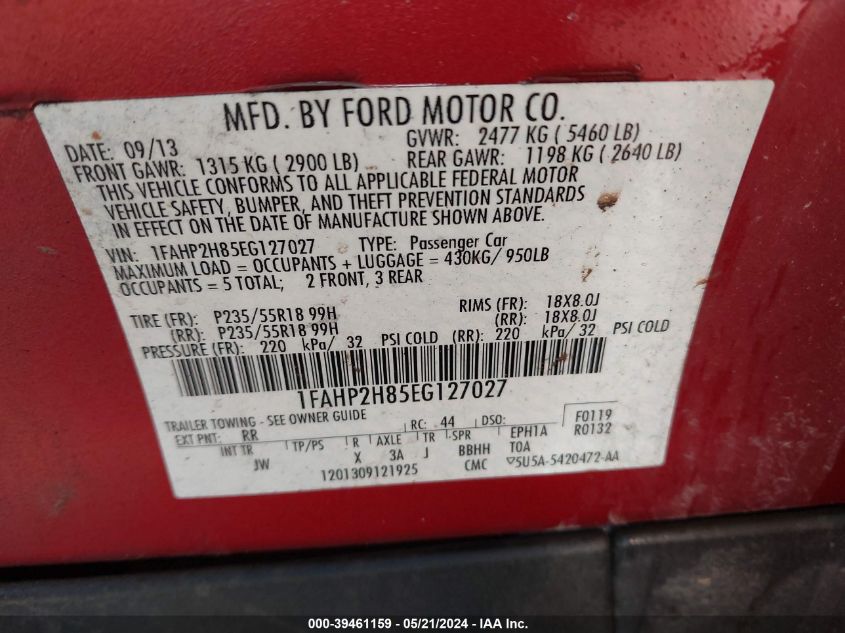 MFD. BY FORD MOTOR CO.
DATE: 09/13 GVWR: 2477 KG ( 5460 LB)
FRONT GAWR: 1315 KG ( 2900 LB) REAR GAWR: 1198 KG ( 2640 LB)
THIS VEHICLE CONFORMS TO ALL APPLICABLE FEDERAL MOTOR
VEHICLE SAFETY, BUMPER, AND THEFT PREVENTION STANDARDS
IN EFFECT ON THE DATE OF MANUFACTURE SHOWN ABOVE.
VIN: 1FAHP2H85EG127027 TYPE: Passenger Car
MAXIMUM LOAD = OCCUPANTS + LUGGAGE = 430KG/ 950LB
OCCUPANTS = 5 TOTAL; 2 FRONT, 3 REAR
TIRE (FR): P235/55R18 99H RIMS (FR): 18X8.0J
(RR): P235/55R18 99H (RR): 18X8.0J
PRESSURE (FR): 220 kPa/ 32 PSI COLD (RR): 220 kPa/ 32 PSI COLD
1FAHP2H85EG127027
TRAILER TOWING - SEE OWNER GUIDE RC: 44 DSO: F0119
EXT PNT: RR EPH1A R0132
INT TR TP/PS R AXLE TR SPR TOA
JW X 3A J BBHH
1201309121925 CMC ▽5U5A-5420472-AA
000-39461159 - 05/21/2024 - IAA Inc.